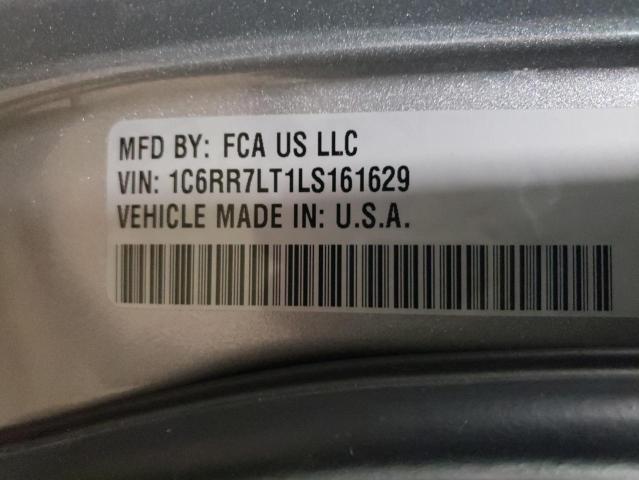 MFD BY: FCA US LLC
VIN: 1C6RR7LT1LS161629
VEHICLE MADE IN: U.S.A.